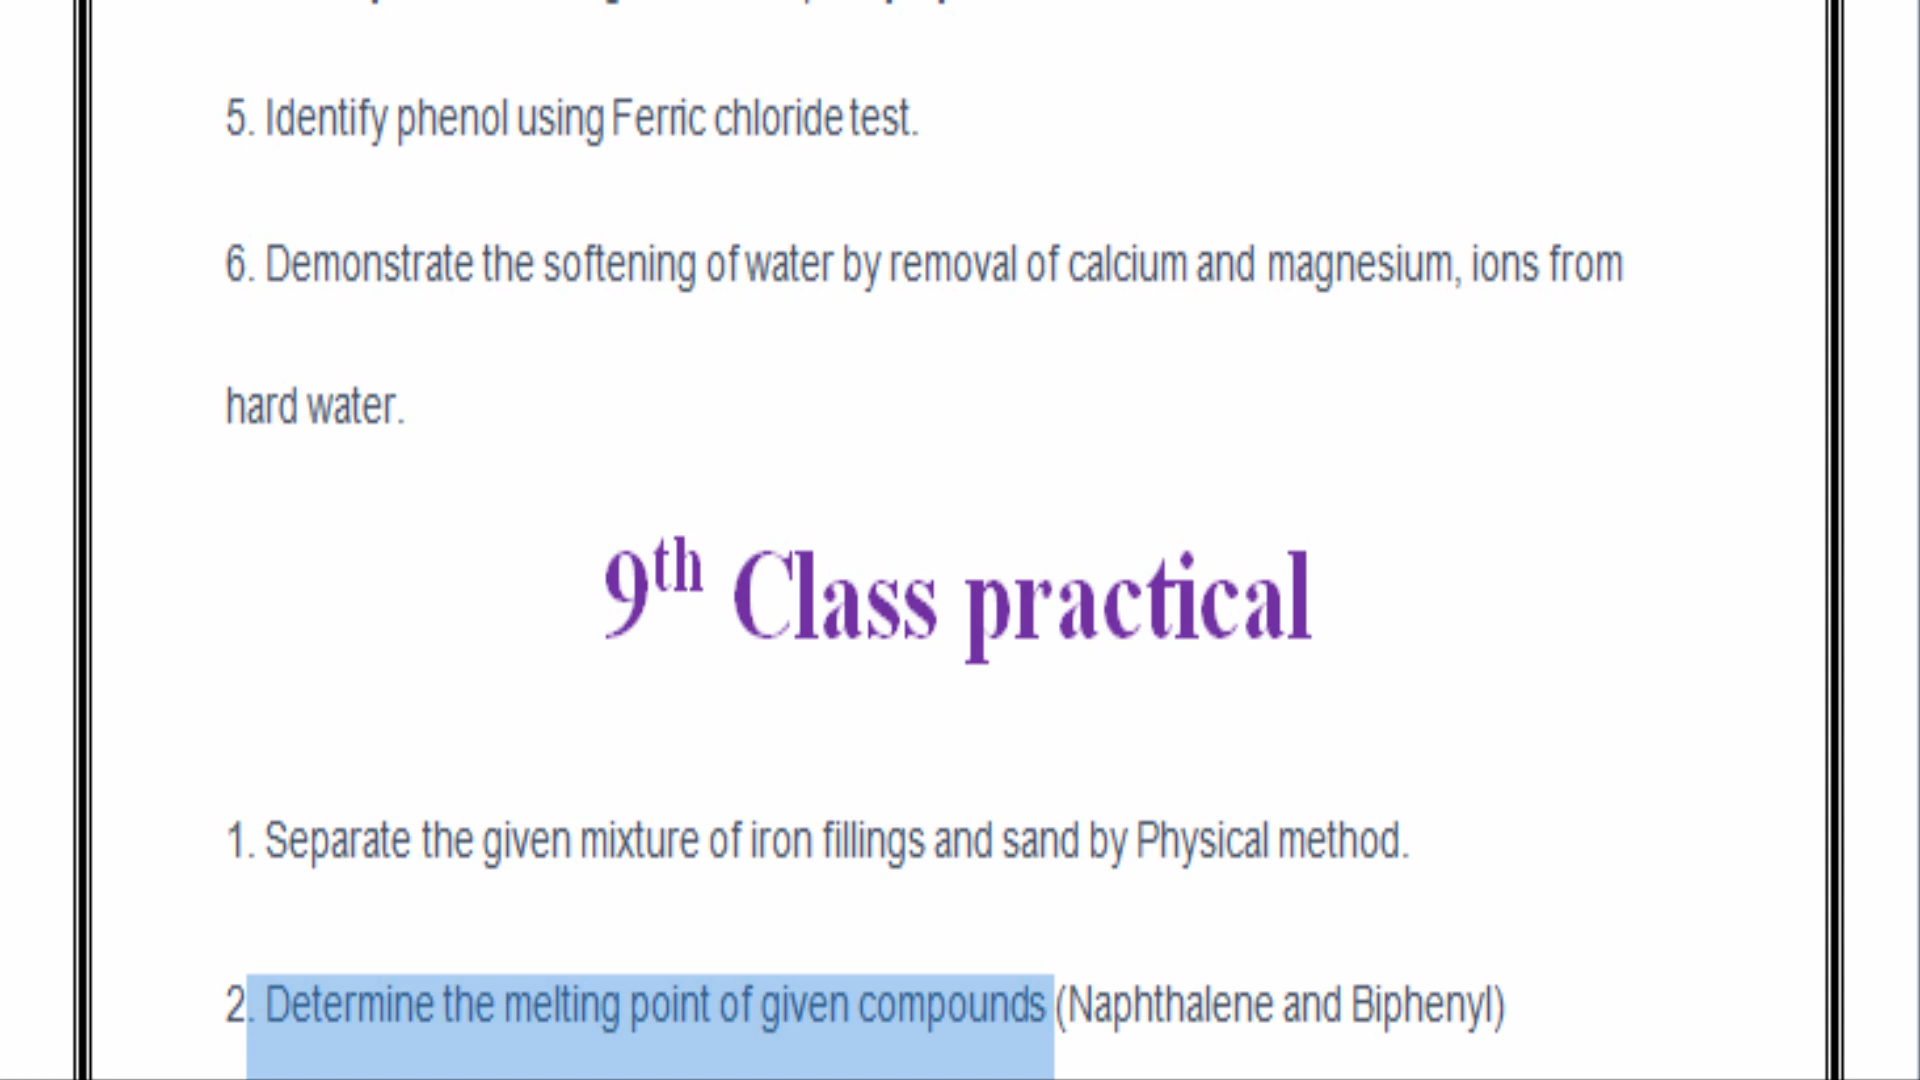 5. Identify phenol using Ferric chloride test.
6. Demonstrate the softening of water by removal of calcium and magnesium, ions from
hard water.
9th Class practical
1. Separate the given mixture of iron fillings and sand by Physical method.
2. Determine the melting point of given compounds (Naphthalene and Biphenyl)